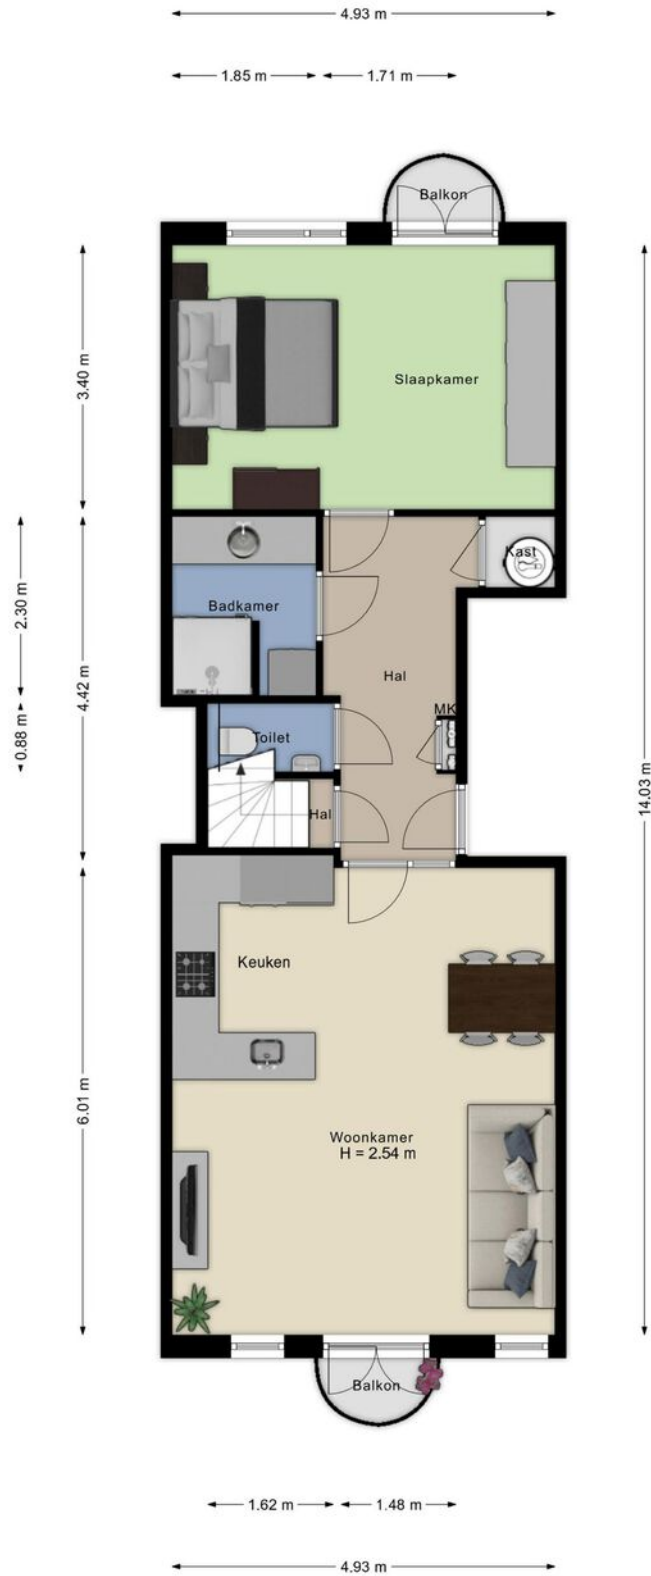 4.93 m
1.85 m
1.71 m
Balkon
3.40 m
Slaapkamer
2.30 m
Kast
Badkamer
4.42 m
Hal
0.88 m
MK
Toilet
14.03 m
Hal
Keuken
6.01 m
Woonkamer
H = 2.54 m
Balkon
1.62 m
1.48 m
4.93 m